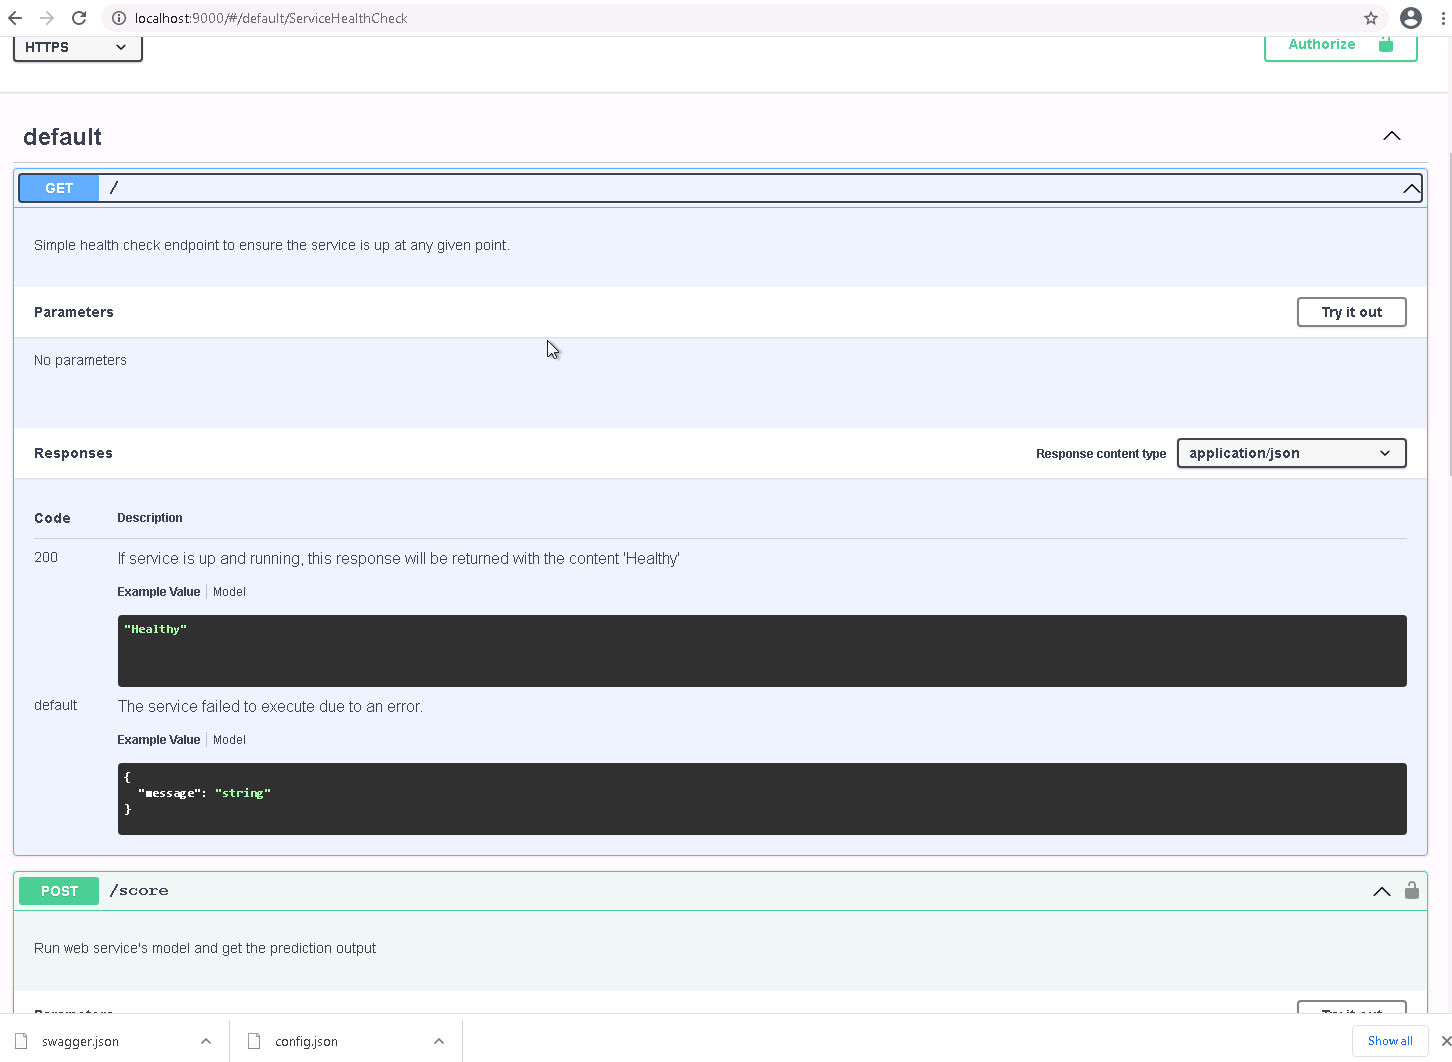 localhost:9000/#/default/ServiceHealthCheck
HTTPS
Authorize
default
GET /
Simple health check endpoint to ensure the service is up at any given point.
Parameters
Try it out
No parameters
Responses
Response content type application/json
Code Description
200 If service is up and running, this response will be returned with the content 'Healthy'
Example Value Model
"Healthy"
default The service failed to execute due to an error.
Example Value Model
{
"message": "string"
}
POST /score
Run web service's model and get the prediction output
Parameters
Try it out
swagger.json config.json Show all